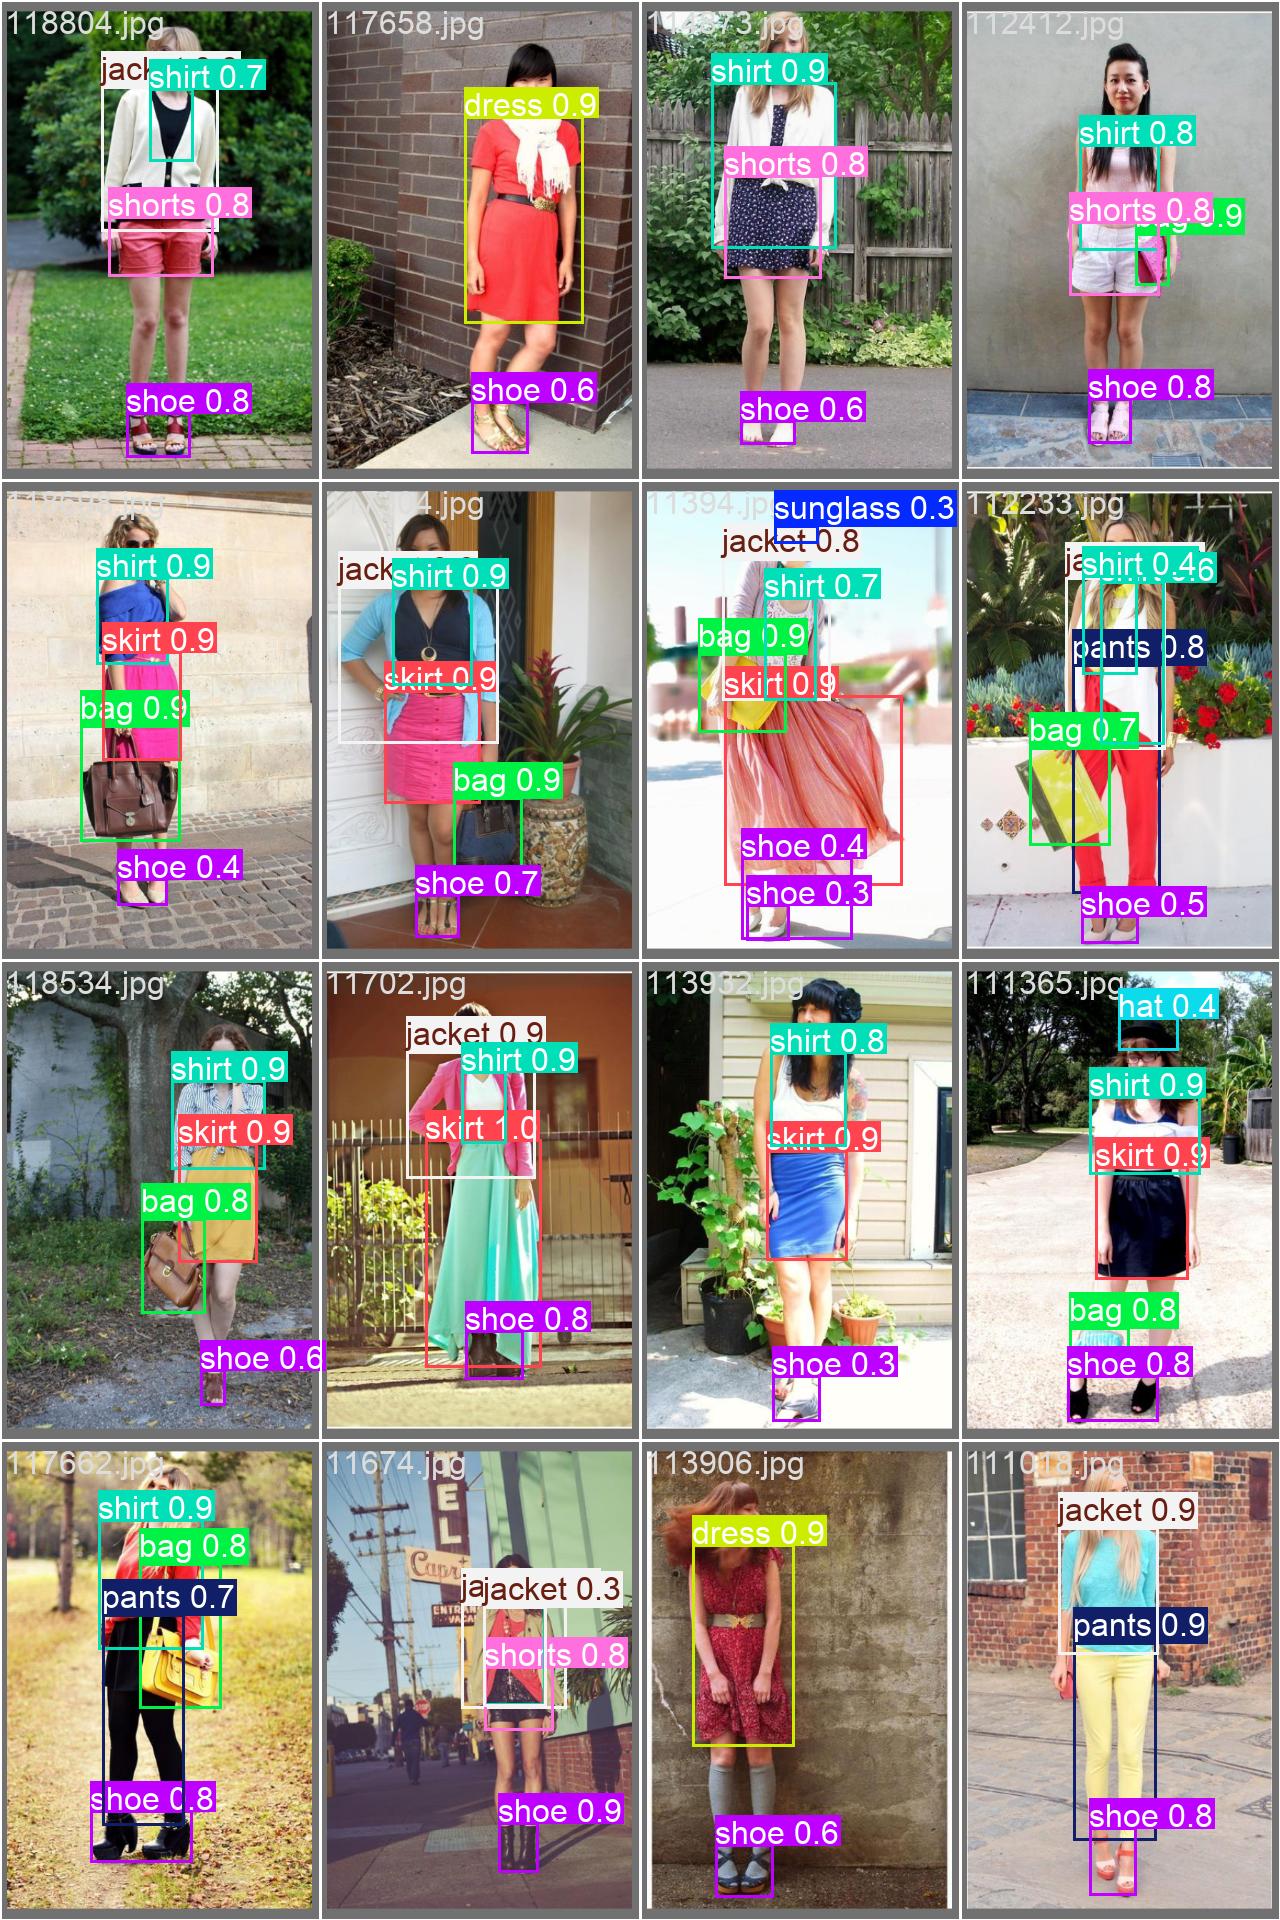 118804.jpg
shirt 0.7
shorts 0.8
shoe 0.8
117658.jpg
dress 0.9
shoe 0.6
shirt 0.9
shorts 0.8
shoe 0.6
112412.jpg
shirt 0.8
shorts 0.8
shoe 0.8
shirt 0.9
skirt 0.9
bag 0.9
shoe 0.4
shirt 0.9
skirt 0.9
bag 0.9
shoe 0.7
sunglass 0.3
jacket 0.8
shirt 0.7
bag 0.9
skirt 0.9
shoe 0.4
shoe 0.3
112233.jpg
shirt 0.4
pants 0.8
bag 0.7
shoe 0.5
118534.jpg
shirt 0.9
skirt 0.9
bag 0.8
shoe 0.6
11702.jpg
jacket 0.9
shirt 0.9
skirt 1.0
shoe 0.8
113932.jpg
shirt 0.8
skirt 0.9
shoe 0.3
111365.jpg
hat 0.4
shirt 0.9
skirt 0.9
bag 0.8
shoe 0.8
117662.jpg
shirt 0.9
bag 0.8
pants 0.7
shoe 0.8
11674.jpg
Capri
jacket 0.3
shorts 0.8
shoe 0.9
113906.jpg
dress 0.9
shoe 0.6
111018.jpg
jacket 0.9
pants 0.9
shoe 0.8